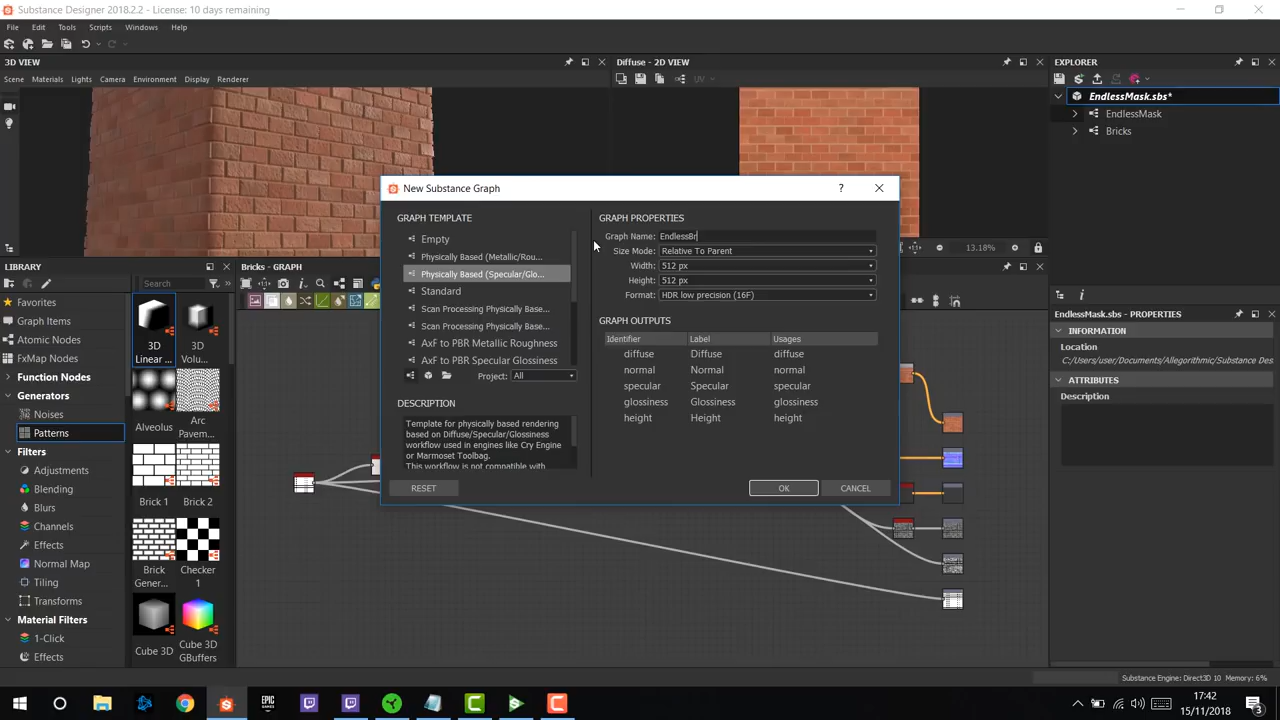 Substance Designer 2018.2.2 - License: 10 days remaining
File Edit Tools Scripts Windows Help
3D VIEW
Scene Materials Lights Camera Environment Display Renderer
Diffuse - 2D VIEW
UV
13.18%
EXPLORER
EndlessMask.sbs*
EndlessMask
Bricks
New Substance Graph
GRAPH TEMPLATE
Empty
Physically Based (Metallic/Rou...
Physically Based (Specular/Glo...
Standard
Scan Processing Physically Base...
Scan Processing Physically Base...
AxF to PBR Metallic Roughness
AxF to PBR Specular Glossiness
Project: All
DESCRIPTION
Template for physically based rendering
based on Diffuse/Specular/Glossiness
workflow used in engines like Cry Engine
or Marmoset Toolbag.
This workflow is not compatible with
RESET
GRAPH PROPERTIES
Graph Name: EndlessBr
Size Mode: Relative To Parent
Width: 512 px
Height: 512 px
Format: HDR low precision (16F)
GRAPH OUTPUTS
Identifier Label Usages
diffuse Diffuse diffuse
normal Normal normal
specular Specular specular
glossiness Glossiness glossiness
height Height height
OK CANCEL
LIBRARY
Search
Favorites
Graph Items
Atomic Nodes
FxMap Nodes
Function Nodes
Generators
Noises
Patterns
Filters
Adjustments
Blending
Blurs
Channels
Effects
Normal Map
Tiling
Transforms
Material Filters
1-Click
Effects
3D
Linear ...
3D
Volu...
Alveolus
Arc
Pavem...
Brick 1
Brick 2
Brick
Gener...
Checker
1
Cube 3D
Cube 3D
GBuffers
Bricks - GRAPH
EndlessMask.sbs - PROPERTIES
INFORMATION
Location
C:/Users/user/Documents/Allegorithmic/Substance Des
ATTRIBUTES
Description
Substance Engine: Direct3D 10 Memory: 6%
EPIC
GAMES
17:42
15/11/2018
3